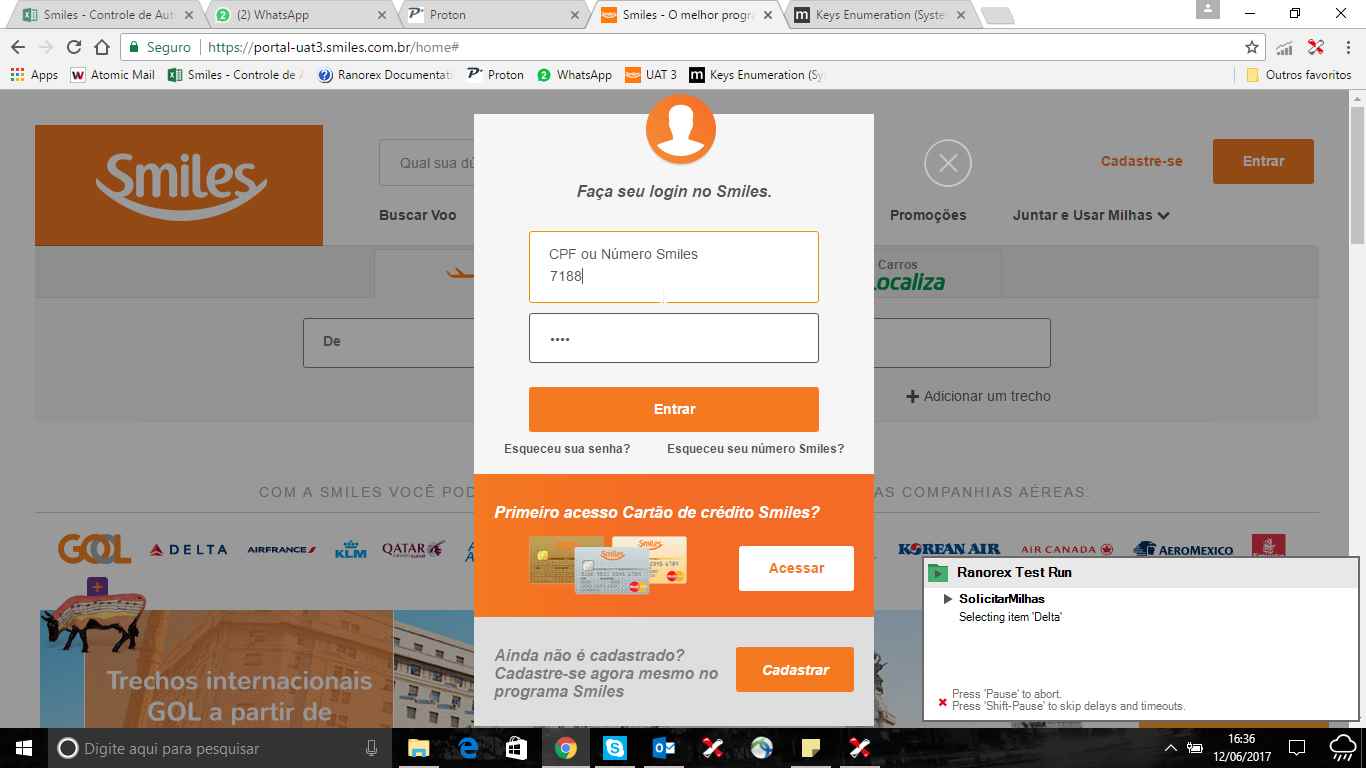 Smiles - Controle de Aut
(2) WhatsApp
Proton
Smiles - O melhor progra
Keys Enumeration (Syste
Seguro
https://portal-uat3.smiles.com.br/home#
Apps
Atomic Mail
Smiles - Controle de A
Ranorex Documentati
Proton
WhatsApp
UAT 3
Keys Enumeration (Sy
Outros favoritos
Smiles
Qual sua dú
Cadastre-se
Entrar
Buscar Voo
Promoções
Juntar e Usar Milhas
Faça seu login no Smiles.
CPF ou Número Smiles
7188
Carros
Localiza
De
Adicionar um trecho
Entrar
Esqueceu sua senha?
Esqueceu seu número Smiles?
COM A SMILES VOCÊ POD
AS COMPANHIAS AÉREAS:
Primeiro acesso Cartão de crédito Smiles?
Smiles
Smiles
Smiles
Acessar
GOL
DELTA
AIRFRANCE
KLM
QATAR
KOREAN AIR
AIR CANADA
AEROMEXICO
Ranorex Test Run
SolicitarMilhas
Selecting item 'Delta'
Press 'Pause' to abort.
Press 'Shift-Pause' to skip delays and timeouts.
Ainda não é cadastrado?
Cadastre-se agora mesmo no
programa Smiles
Cadastrar
Trechos internacionais
GOL a partir de
Digite aqui para pesquisar
16:36
12/06/2017